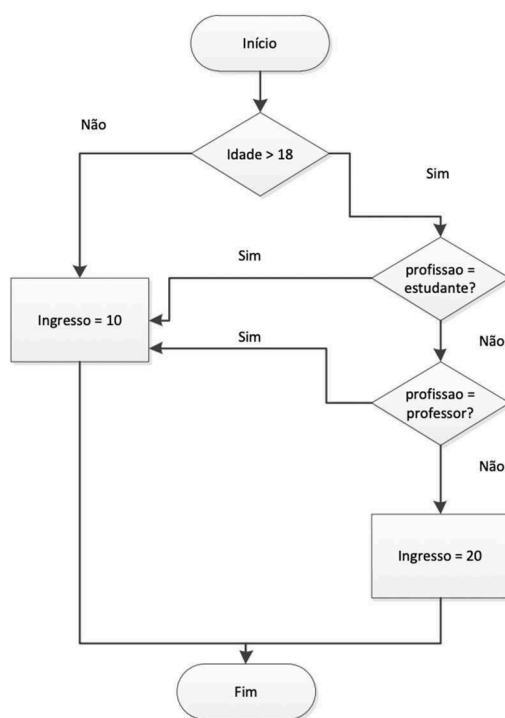 Início
Não
Idade > 18
Sim
Sim
profissao =
estudante?
Ingresso = 10
Sim
Não
profissao =
professor?
Não
Ingresso = 20
Fim